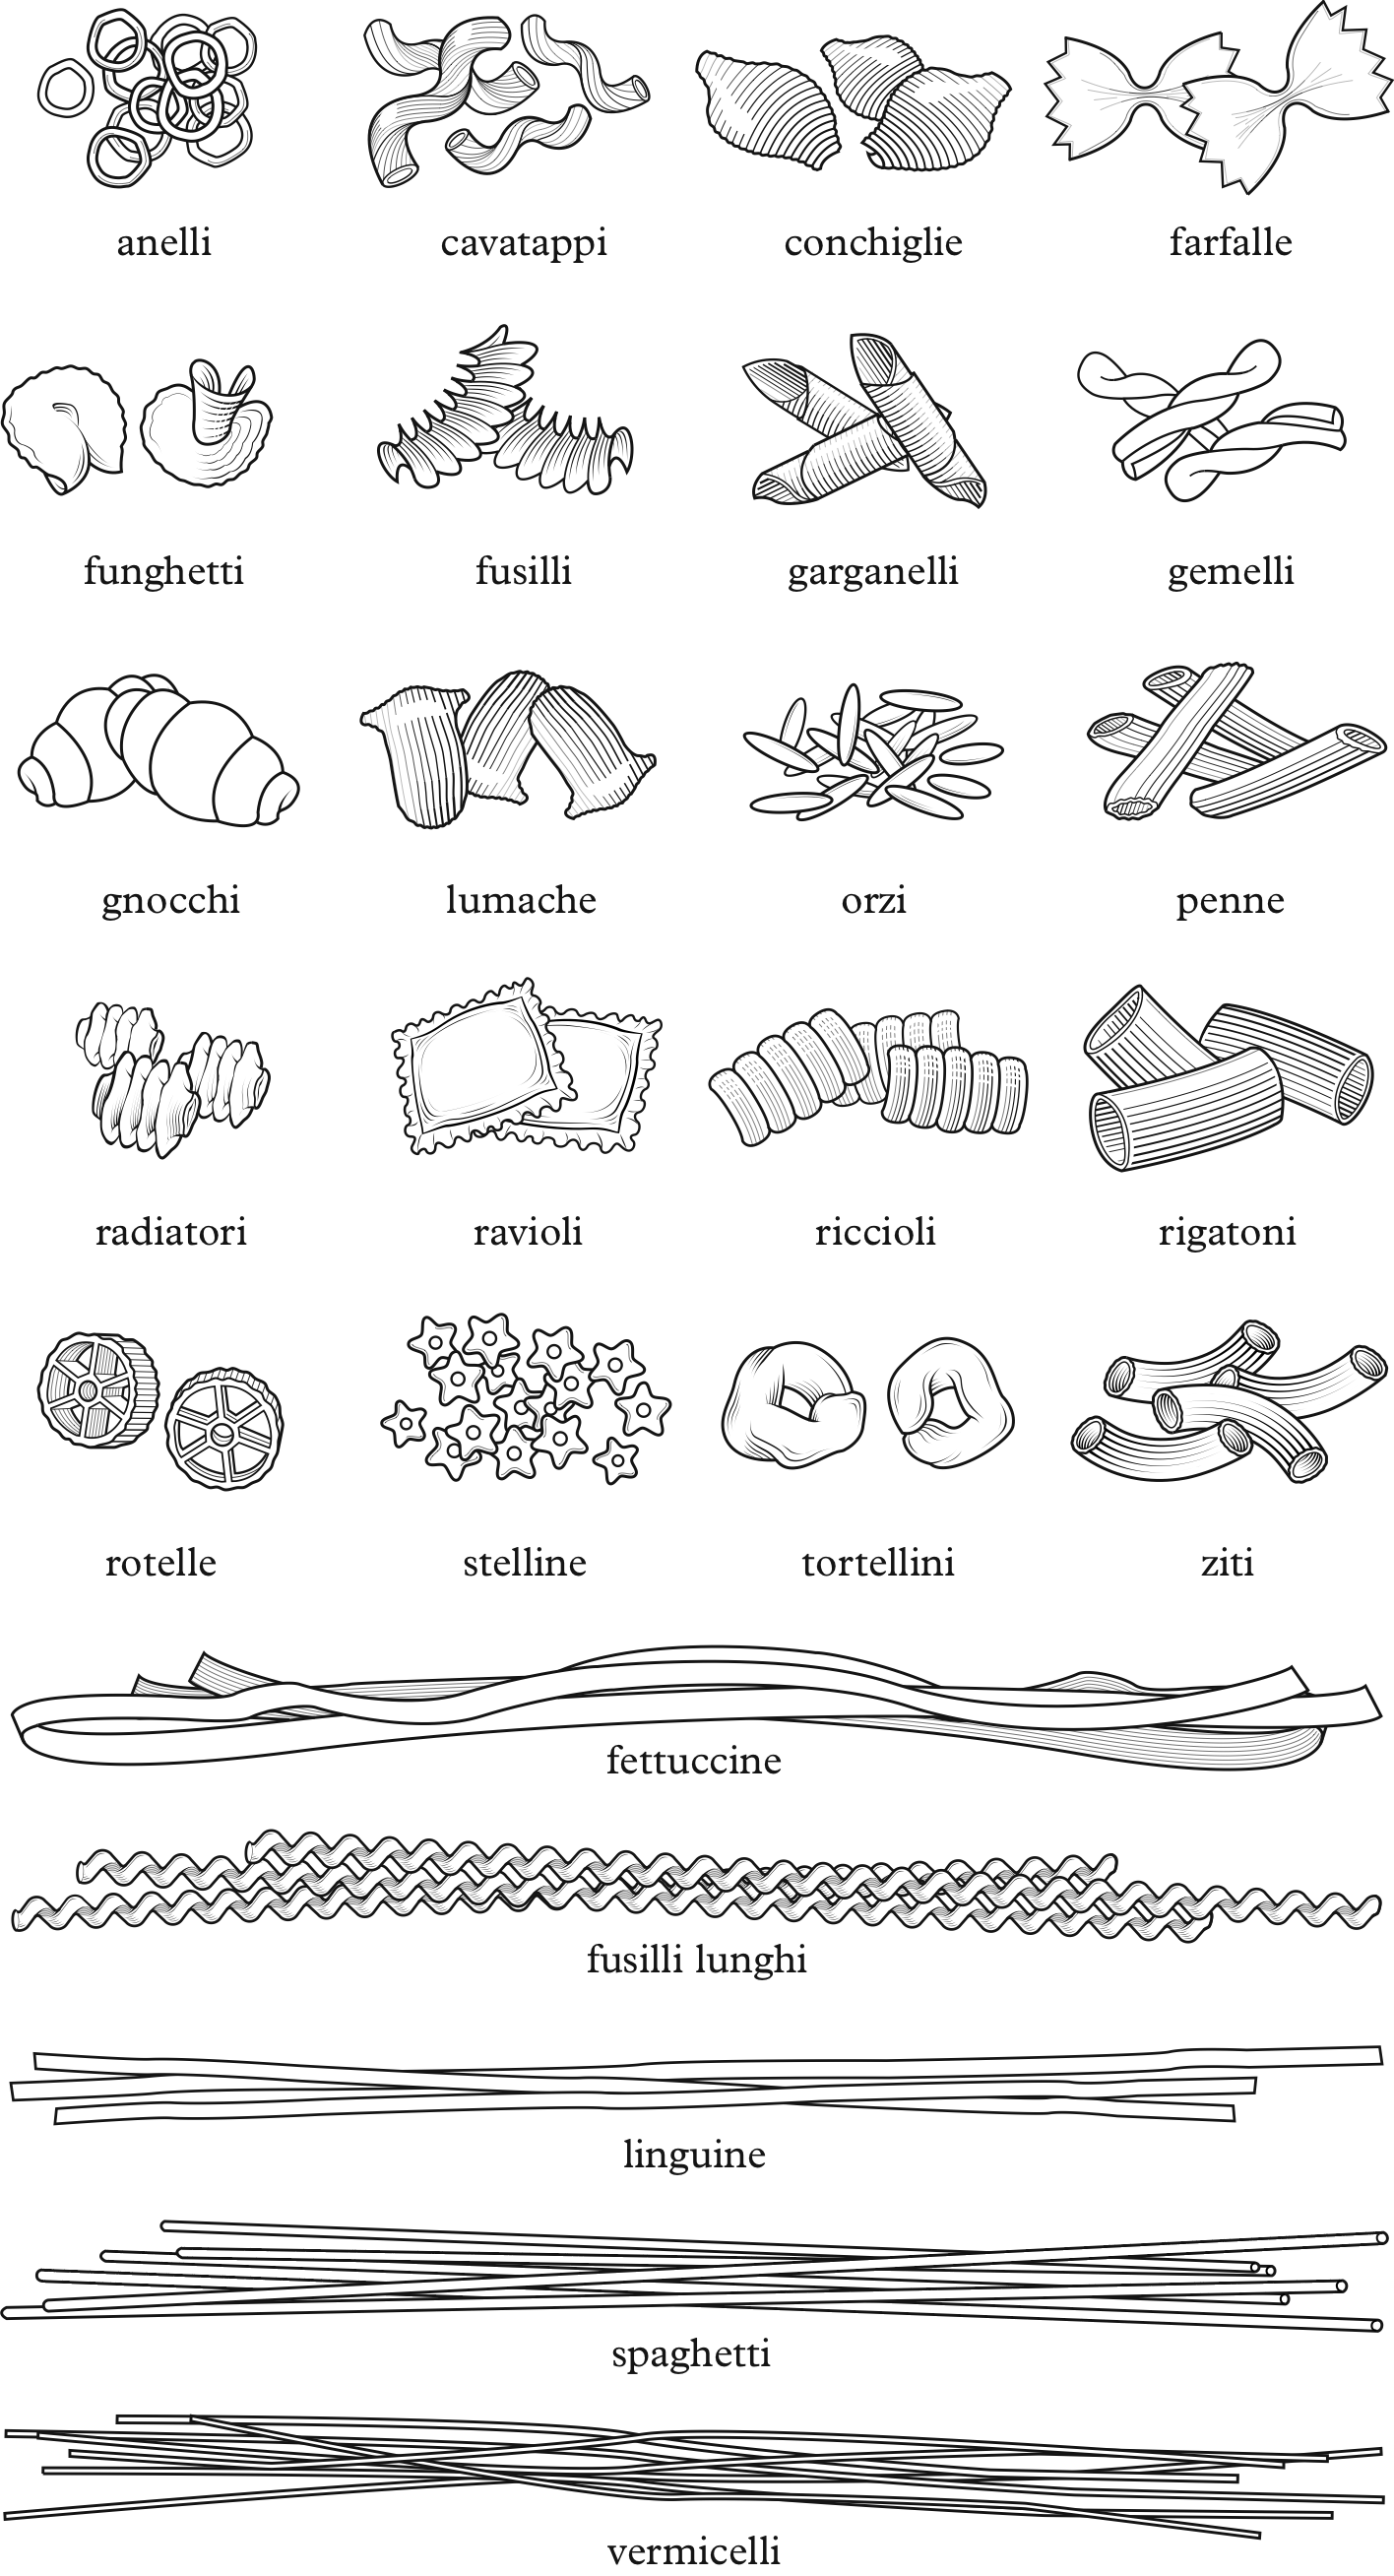 anelli cavatappi conchiglie farfalle
funghetti fusilli garganelli gemelli
gnocchi lumache orzi penne
radiatori ravioli riccioli rigatoni
rotelle stelline tortellini ziti
fettuccine
fusilli lunghi
linguine
spaghetti
vermicelli